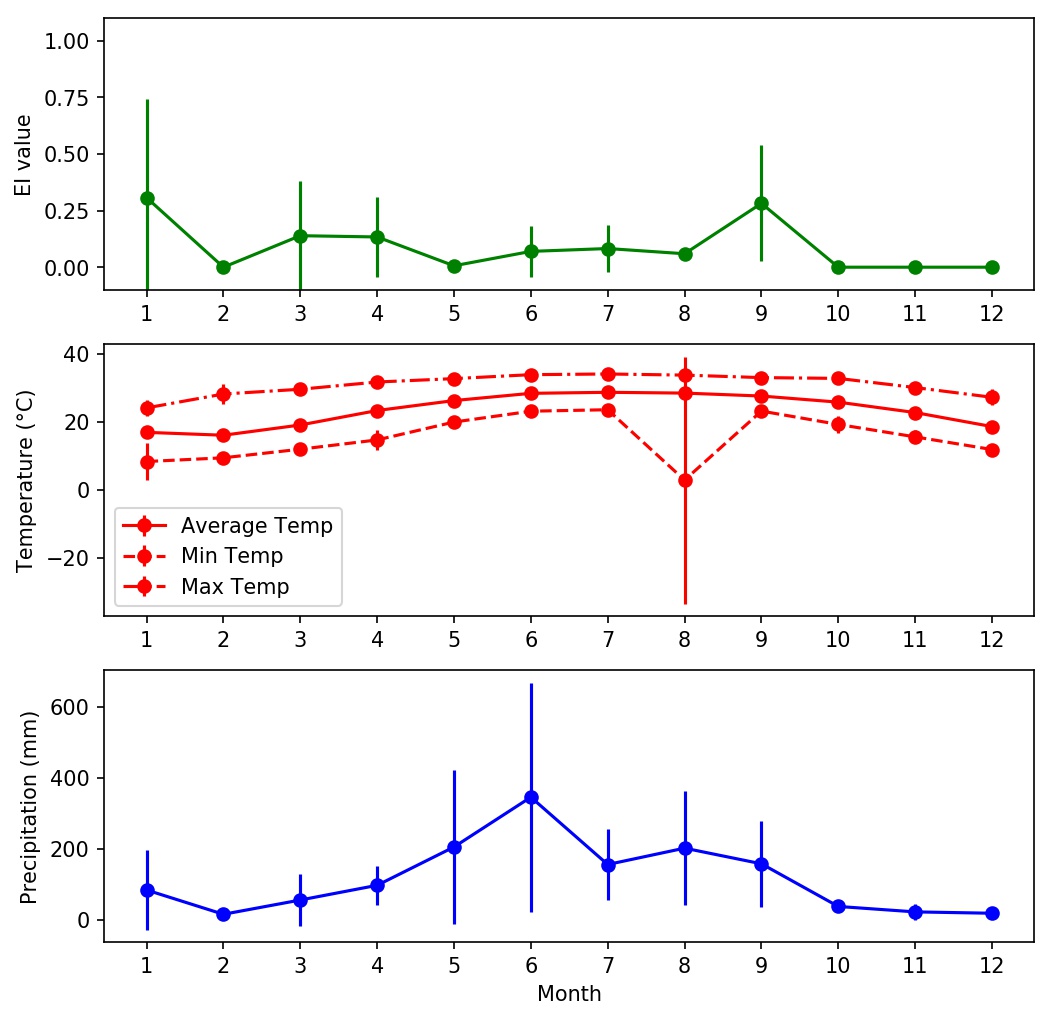 EI value
1.00
0.75
0.50
0.25
0.00
1 2 3 4 5 6 7 8 9 10 11 12
Temperature (°C)
40
20
0
−20
Average Temp
Min Temp
Max Temp
1 2 3 4 5 6 7 8 9 10 11 12
Precipitation (mm)
600
400
200
0
1 2 3 4 5 6 7 8 9 10 11 12
Month